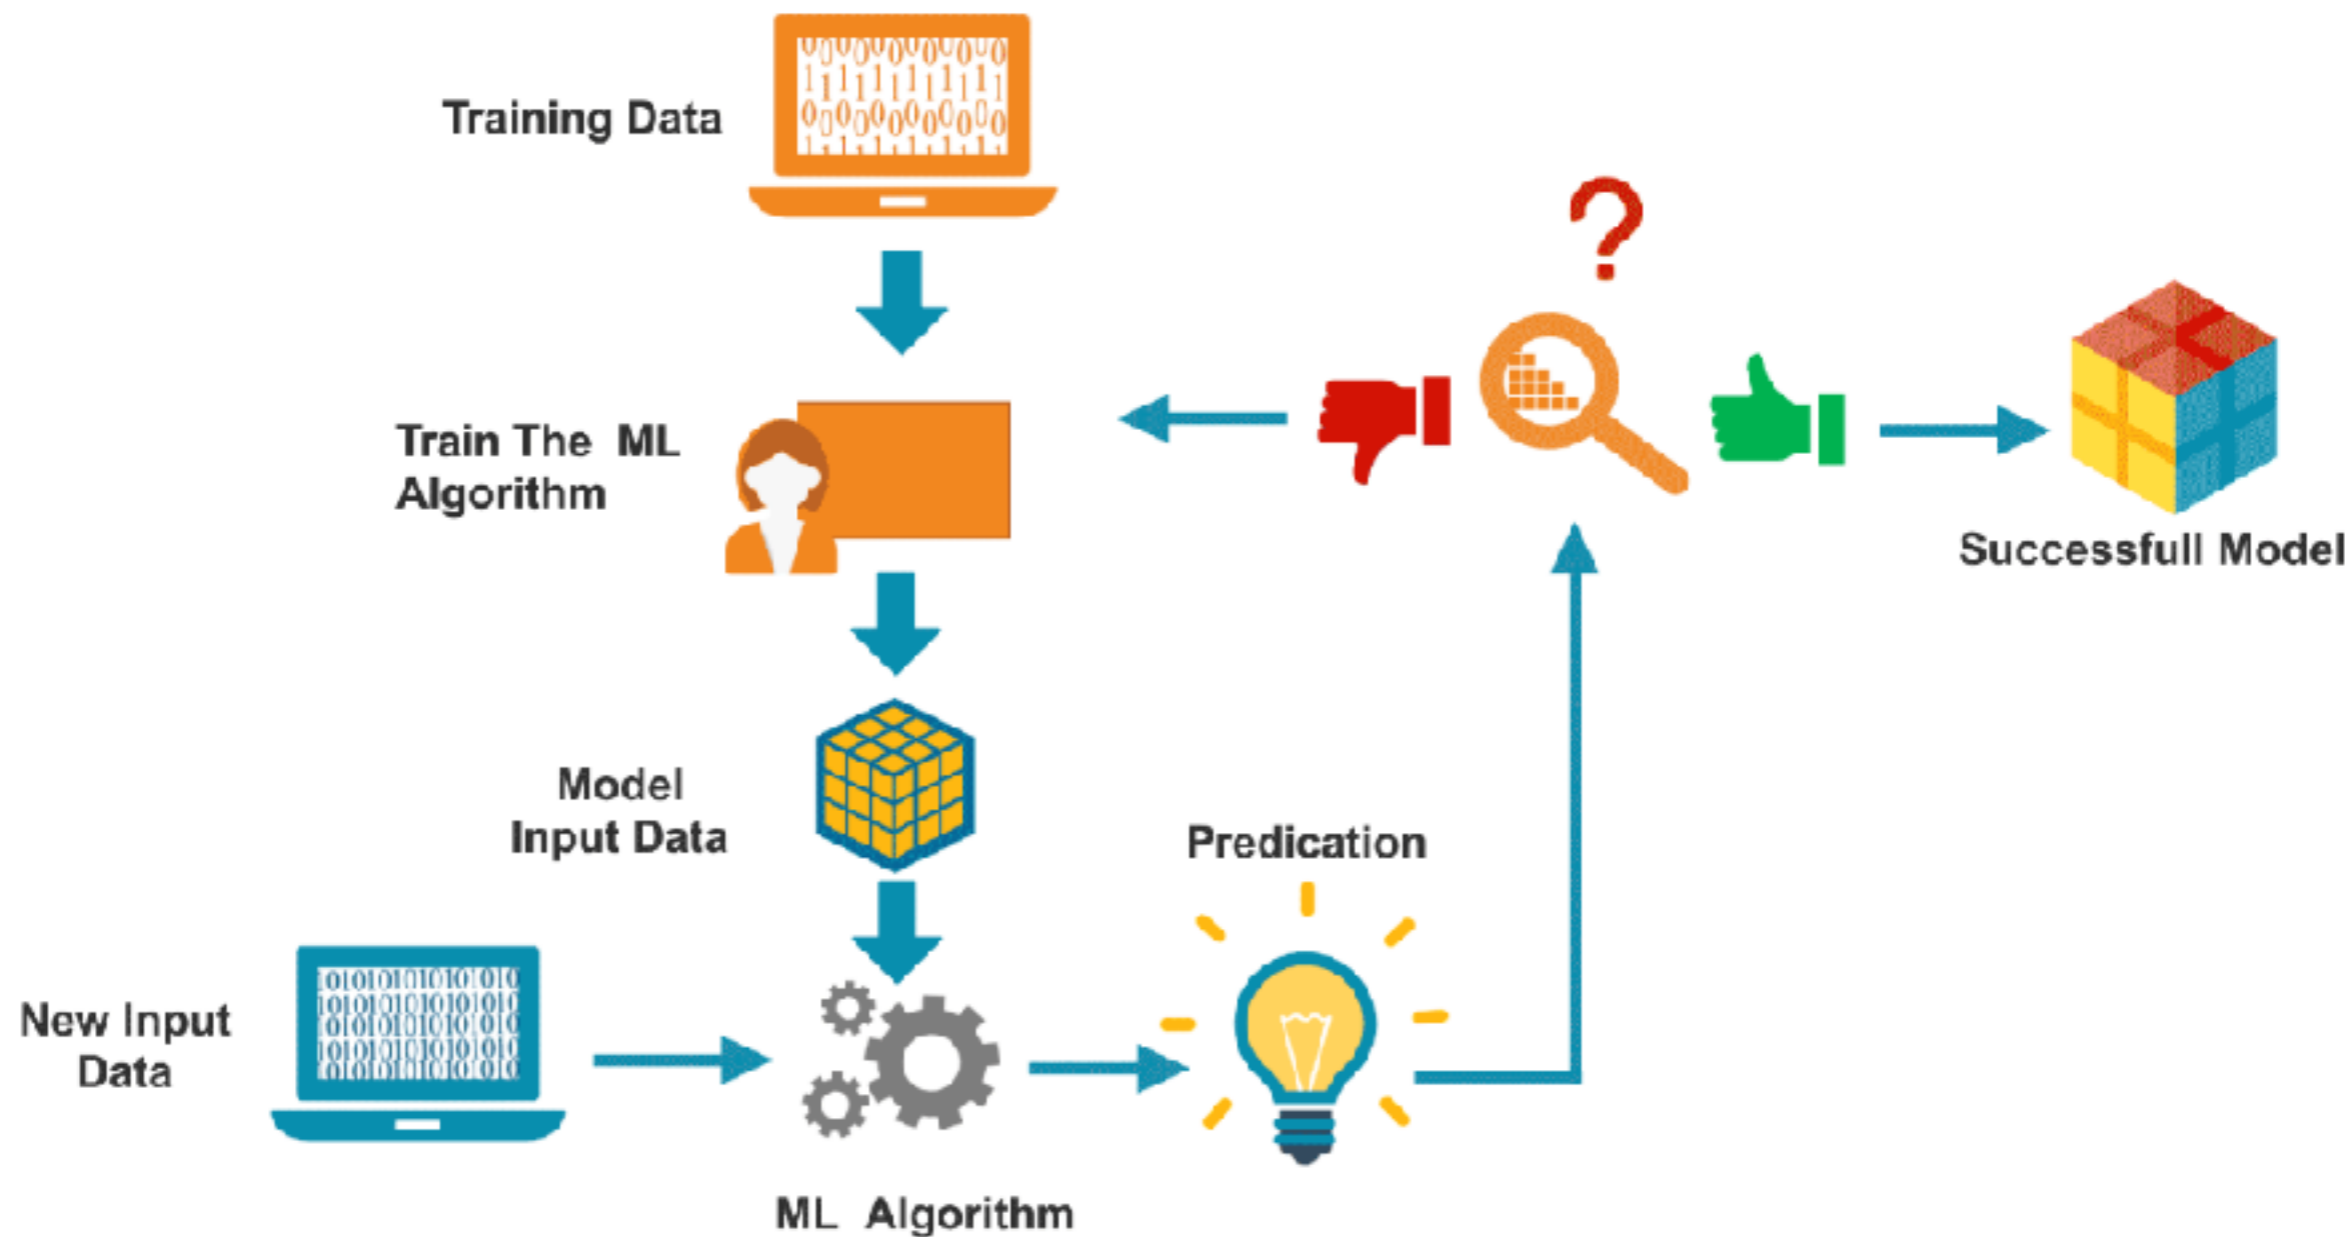 Training Data
?
Train The ML
Algorithm
Successfull Model
Model
Input Data
Predication
New Input
Data
ML Algorithm